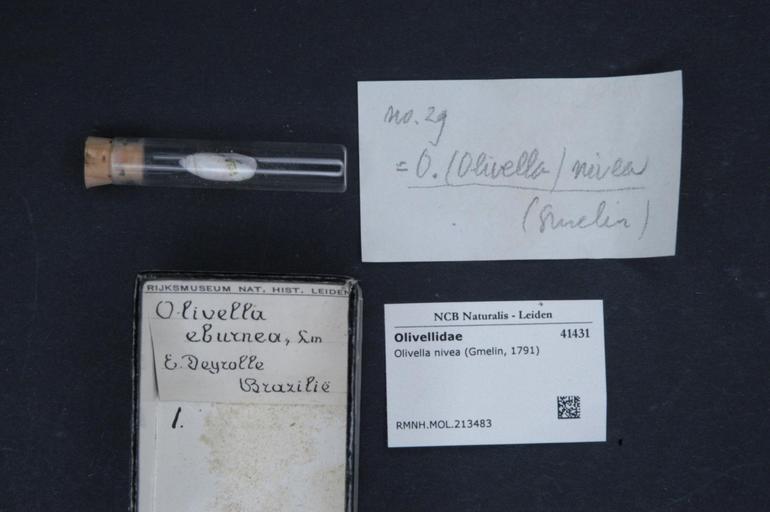 no. 29
= O. (Olivella) nivea
(Gmelin)
RIJKSMUSEUM NAT. HIST. LEIDEN
Olivella
eburnea, Lm
E. Deyrolle
Brazilië
1.
NCB Naturalis - Leiden
Olivellidae 41431
Olivella nivea (Gmelin, 1791)
RMNH.MOL.213483